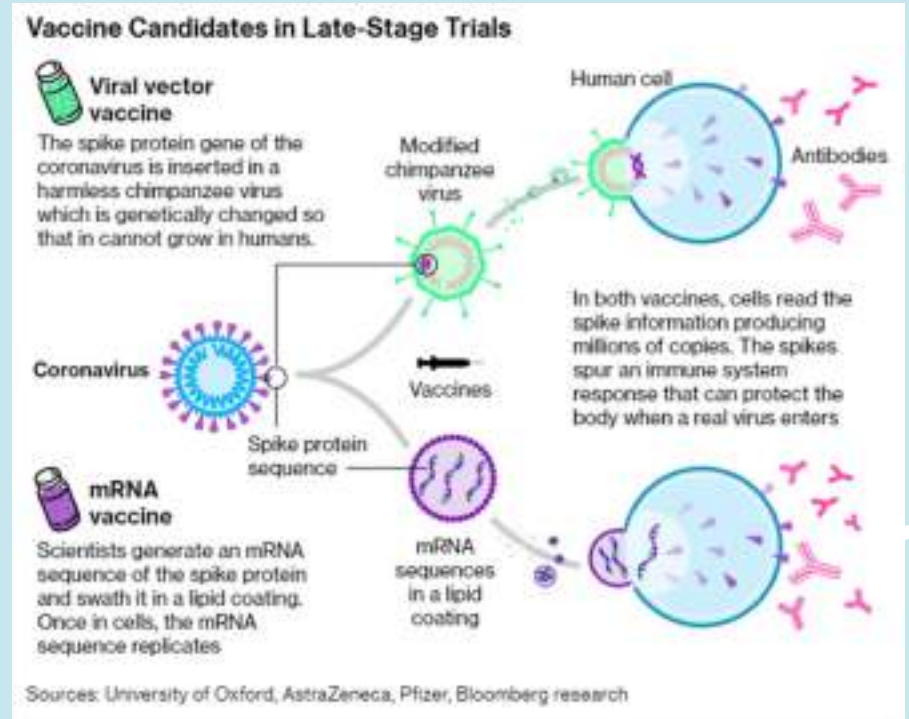 Vaccine Candidates in Late-Stage Trials
Viral vector
vaccine
The spike protein gene of the
coronavirus is inserted in a
harmless chimpanzee virus
which is genetically changed so
that in cannot grow in humans.
Modified
chimpanzee
virus
Human cell
Antibodies
Coronavirus
Vaccines
Spike protein
sequence
In both vaccines, cells read the
spike information producing
millions of copies. The spikes
spur an immune system
response that can protect the
body when a real virus enters
mRNA
vaccine
Scientists generate an mRNA
sequence of the spike protein
and swath it in a lipid coating.
Once in cells, the mRNA
sequence replicates
mRNA
sequences
in a lipid
coating
Sources: University of Oxford, AstraZeneca, Pfizer, Bloomberg research